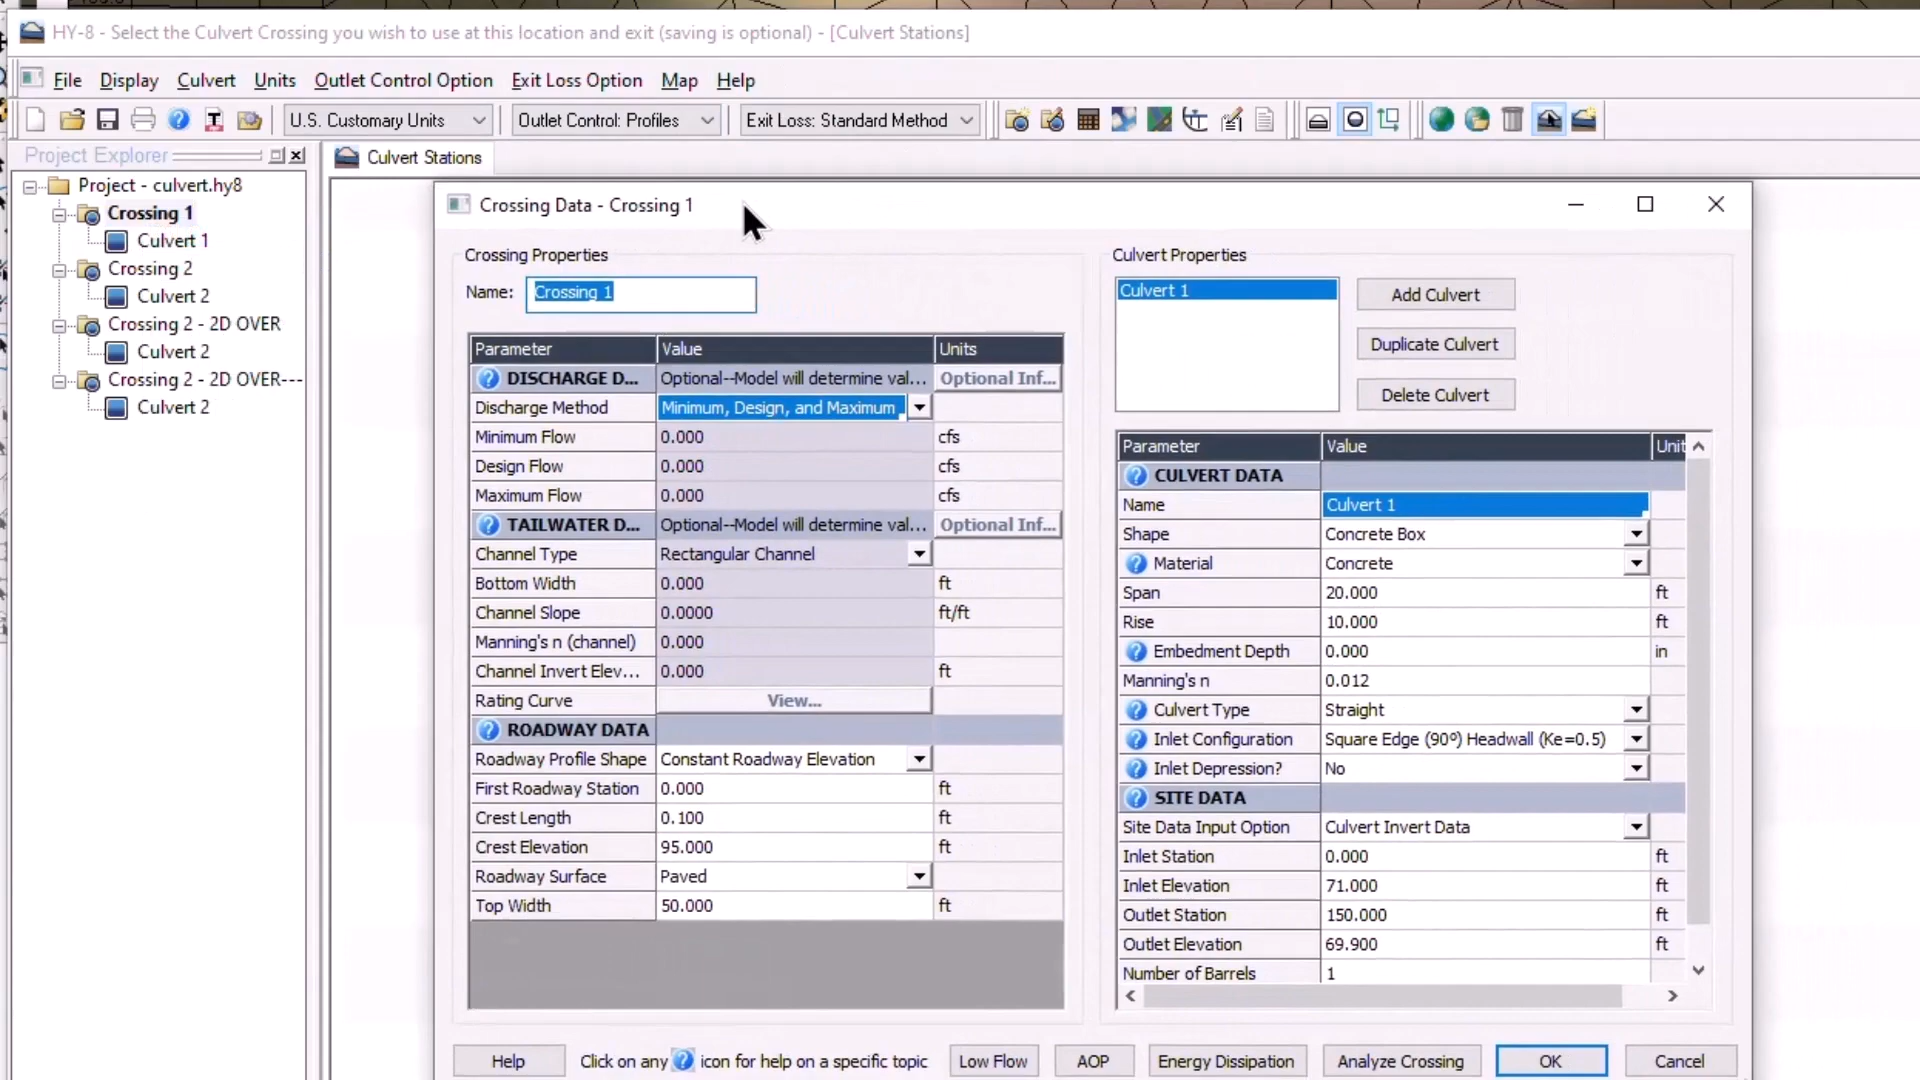 HY-8 - Select the Culvert Crossing you wish to use at this location and exit (saving is optional) - [Culvert Stations]
File Display Culvert Units Outlet Control Option Exit Loss Option Map Help
U.S. Customary Units Outlet Control: Profiles Exit Loss: Standard Method
Project Explorer
Culvert Stations
Project - culvert.hy8
Crossing 1
Culvert 1
Crossing 2
Culvert 2
Crossing 2 - 2D OVER
Culvert 2
Crossing 2 - 2D OVER---
Culvert 2
Crossing Data - Crossing 1
Crossing Properties
Name: Crossing 1
Parameter Value Units
DISCHARGE D... Optional--Model will determine val... Optional Inf...
Discharge Method Minimum, Design, and Maximum
Minimum Flow 0.000 cfs
Design Flow 0.000 cfs
Maximum Flow 0.000 cfs
TAILWATER D... Optional--Model will determine val... Optional Inf...
Channel Type Rectangular Channel
Bottom Width 0.000 ft
Channel Slope 0.0000 ft/ft
Manning's n (channel) 0.000
Channel Invert Elev... 0.000 ft
Rating Curve View...
ROADWAY DATA
Roadway Profile Shape Constant Roadway Elevation
First Roadway Station 0.000 ft
Crest Length 0.100 ft
Crest Elevation 95.000 ft
Roadway Surface Paved
Top Width 50.000 ft
Culvert Properties
Culvert 1
Add Culvert
Duplicate Culvert
Delete Culvert
Parameter Value Unit
CULVERT DATA
Name Culvert 1
Shape Concrete Box
Material Concrete
Span 20.000 ft
Rise 10.000 ft
Embedment Depth 0.000 in
Manning's n 0.012
Culvert Type Straight
Inlet Configuration Square Edge (90º) Headwall (Ke=0.5)
Inlet Depression? No
SITE DATA
Site Data Input Option Culvert Invert Data
Inlet Station 0.000 ft
Inlet Elevation 71.000 ft
Outlet Station 150.000 ft
Outlet Elevation 69.900 ft
Number of Barrels 1
Help Click on any ? icon for help on a specific topic Low Flow AOP Energy Dissipation Analyze Crossing OK Cancel